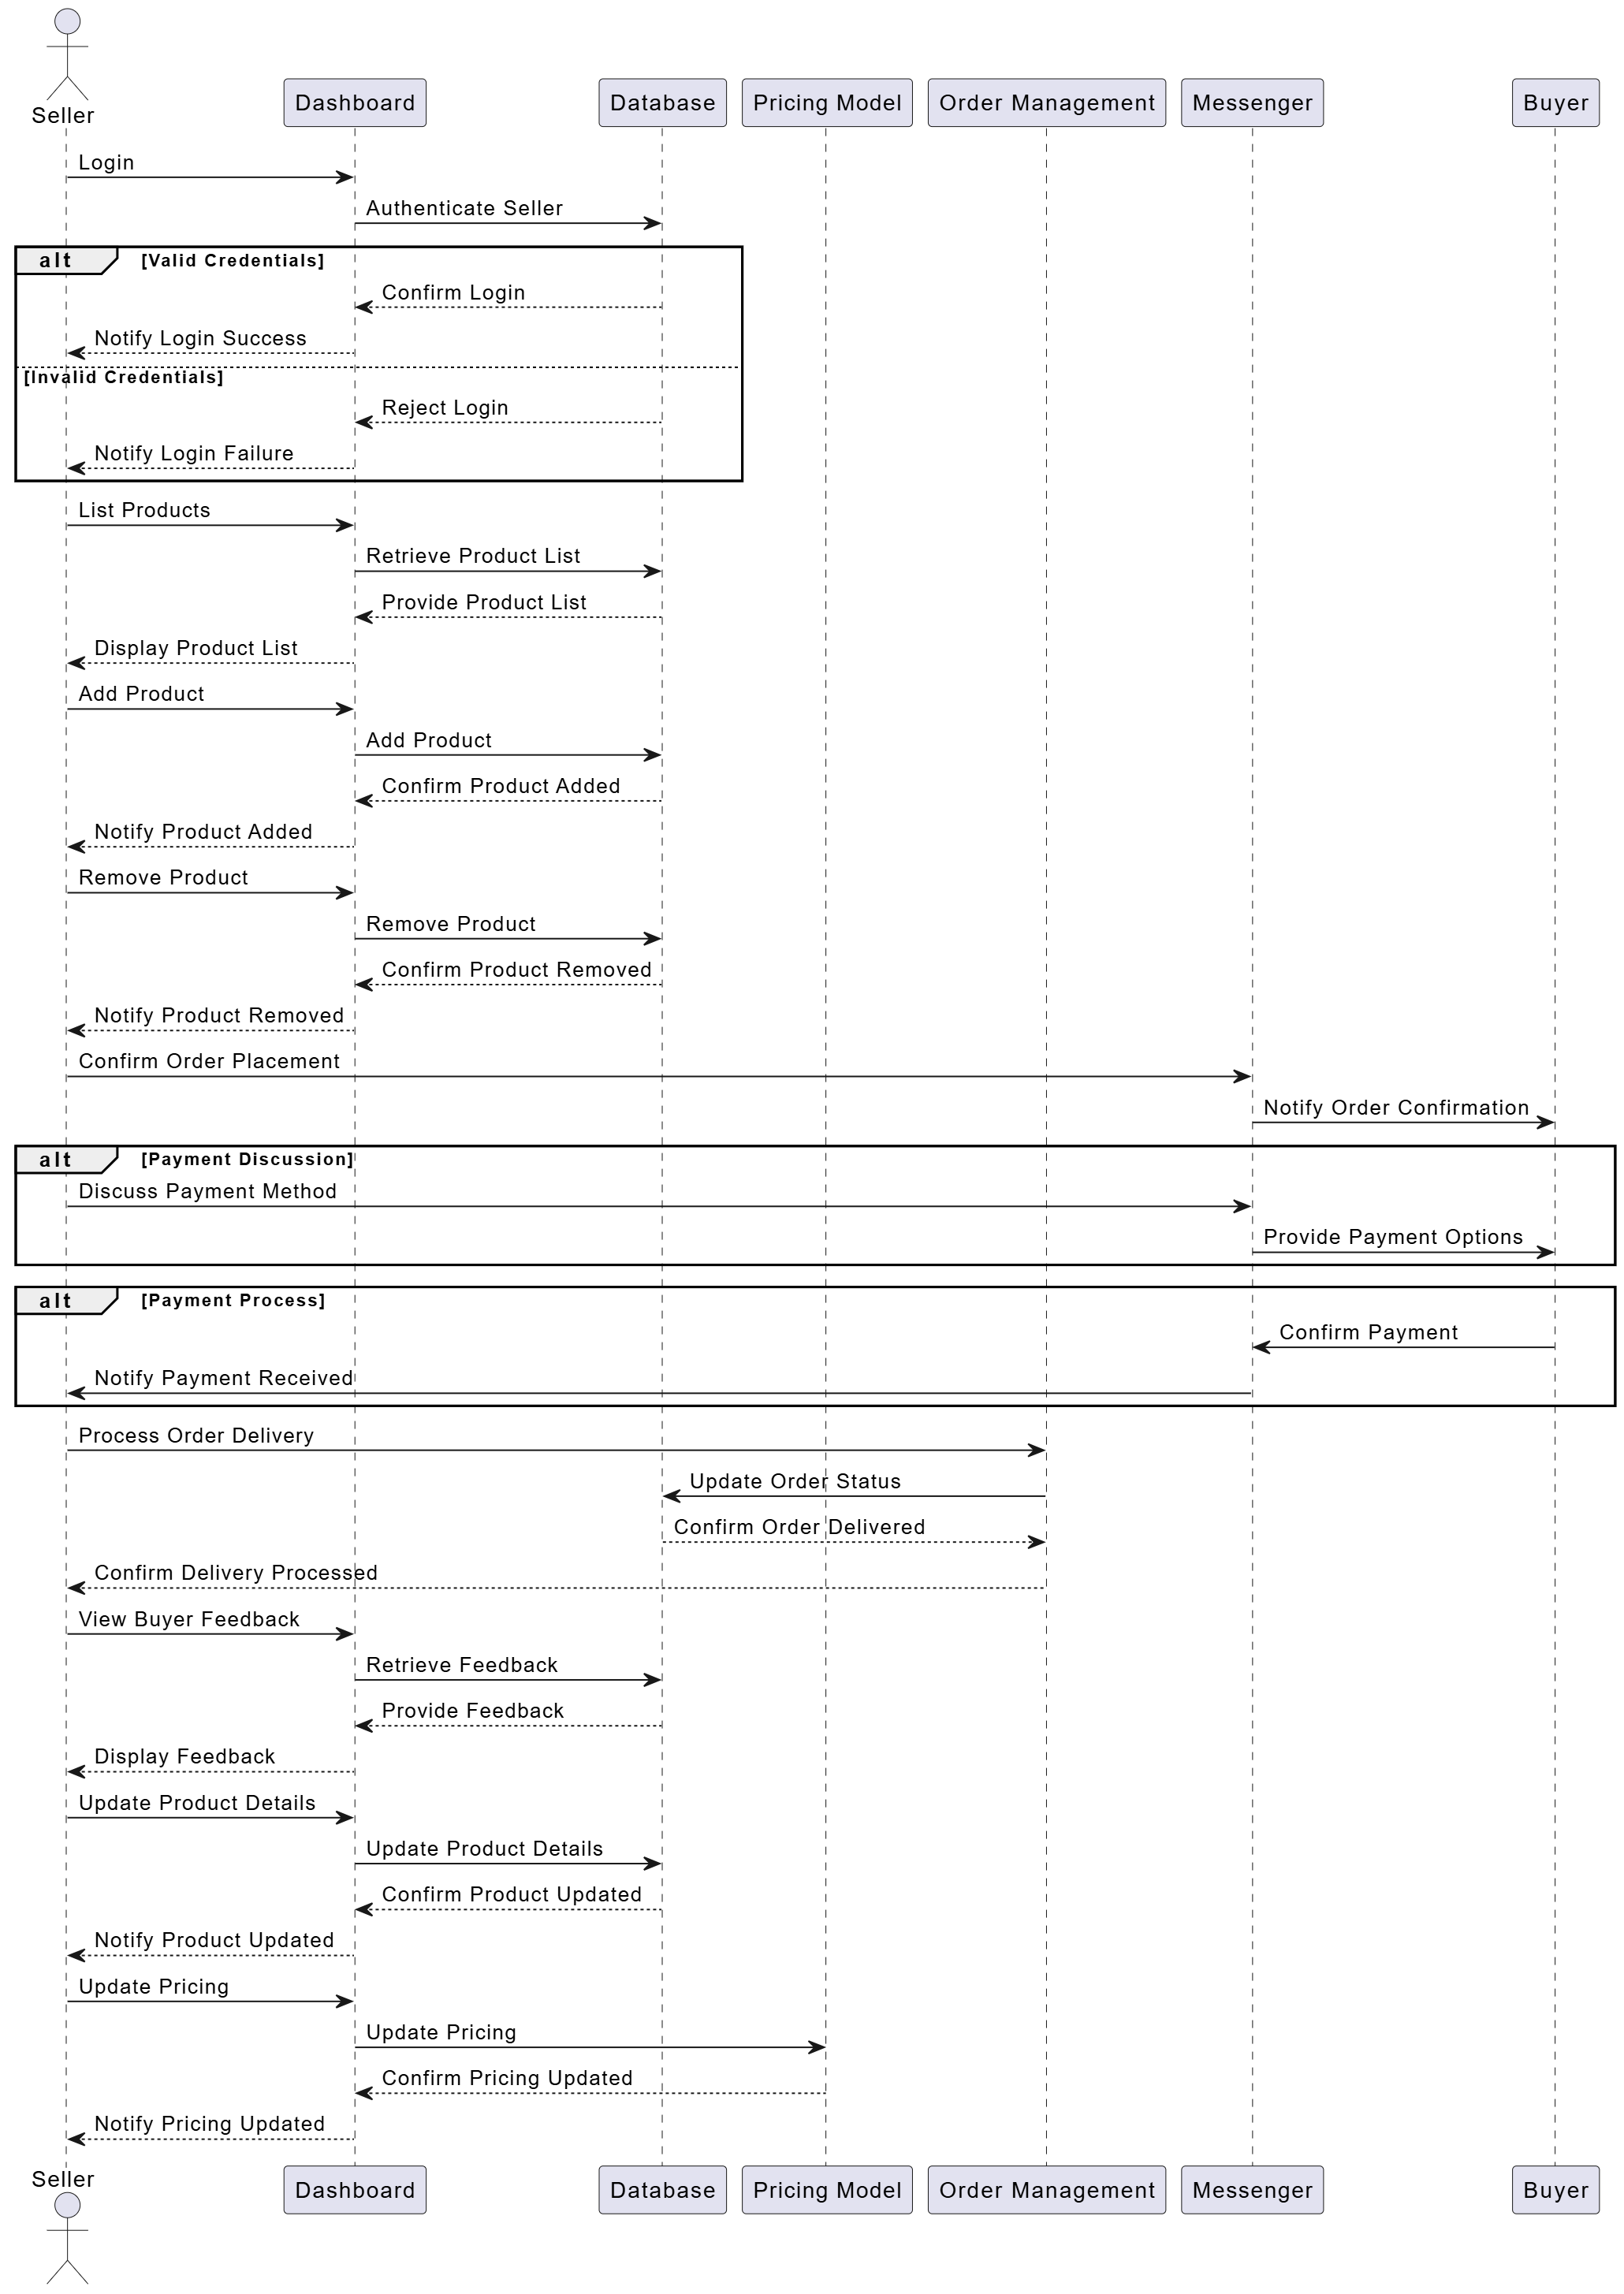 Seller
Dashboard
Database
Pricing Model
Order Management
Messenger
Buyer
Login
Authenticate Seller
alt [Valid Credentials]
Confirm Login
Notify Login Success
[Invalid Credentials]
Reject Login
Notify Login Failure
List Products
Retrieve Product List
Provide Product List
Display Product List
Add Product
Add Product
Confirm Product Added
Notify Product Added
Remove Product
Remove Product
Confirm Product Removed
Notify Product Removed
Confirm Order Placement
Notify Order Confirmation
alt [Payment Discussion]
Discuss Payment Method
Provide Payment Options
alt [Payment Process]
Confirm Payment
Notify Payment Received
Process Order Delivery
Update Order Status
Confirm Order Delivered
Confirm Delivery Processed
View Buyer Feedback
Retrieve Feedback
Provide Feedback
Display Feedback
Update Product Details
Update Product Details
Confirm Product Updated
Notify Product Updated
Update Pricing
Update Pricing
Confirm Pricing Updated
Notify Pricing Updated
Seller
Dashboard
Database
Pricing Model
Order Management
Messenger
Buyer